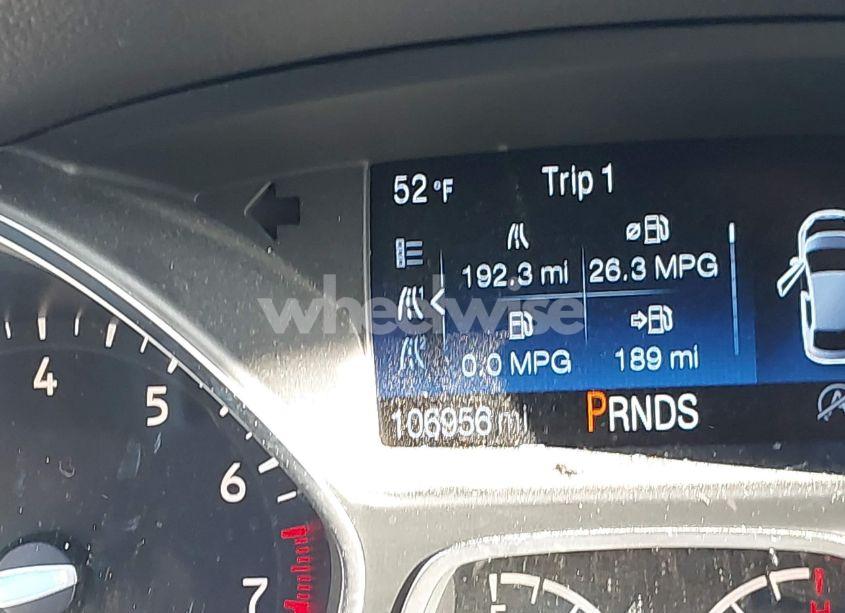 52 °F Trip 1
192.3 mi 26.3 MPG
wheelwise
0.0 MPG 189 mi
106956 mi PRNDS
4
5
6
7